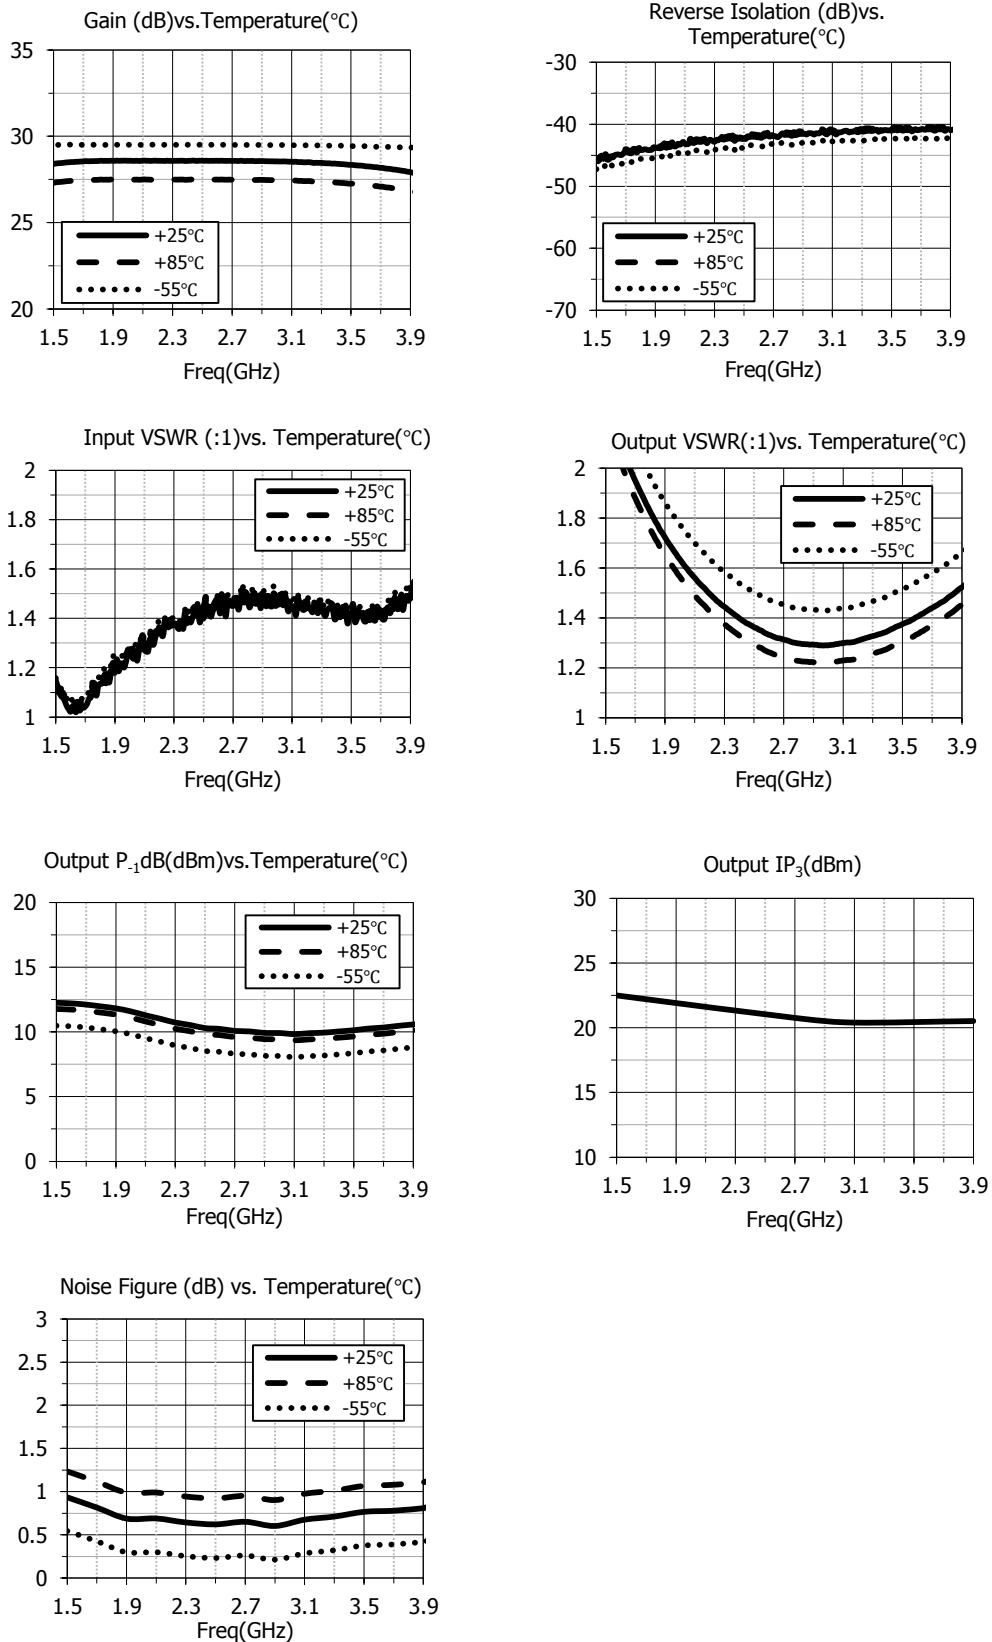 Gain (dB)vs.Temperature(℃)
35
30
25
20
+25℃
+85℃
-55℃
1.5 1.9 2.3 2.7 3.1 3.5 3.9
Freq(GHz)
Reverse Isolation (dB)vs.
Temperature(℃)
-30
-40
-50
-60
-70
+25℃
+85℃
-55℃
1.5 1.9 2.3 2.7 3.1 3.5 3.9
Freq(GHz)
Input VSWR (:1)vs. Temperature(℃)
2
1.8
1.6
1.4
1.2
1
+25℃
+85℃
-55℃
1.5 1.9 2.3 2.7 3.1 3.5 3.9
Freq(GHz)
Output VSWR(:1)vs. Temperature(℃)
2
1.8
1.6
1.4
1.2
1
+25℃
+85℃
-55℃
1.5 1.9 2.3 2.7 3.1 3.5 3.9
Freq(GHz)
Output P-1dB(dBm)vs.Temperature(℃)
20
15
10
5
0
+25℃
+85℃
-55℃
1.5 1.9 2.3 2.7 3.1 3.5 3.9
Freq(GHz)
Output IP3(dBm)
30
25
20
15
10
1.5 1.9 2.3 2.7 3.1 3.5 3.9
Freq(GHz)
Noise Figure (dB) vs. Temperature(℃)
3
2.5
2
1.5
1
0.5
0
+25℃
+85℃
-55℃
1.5 1.9 2.3 2.7 3.1 3.5 3.9
Freq(GHz)